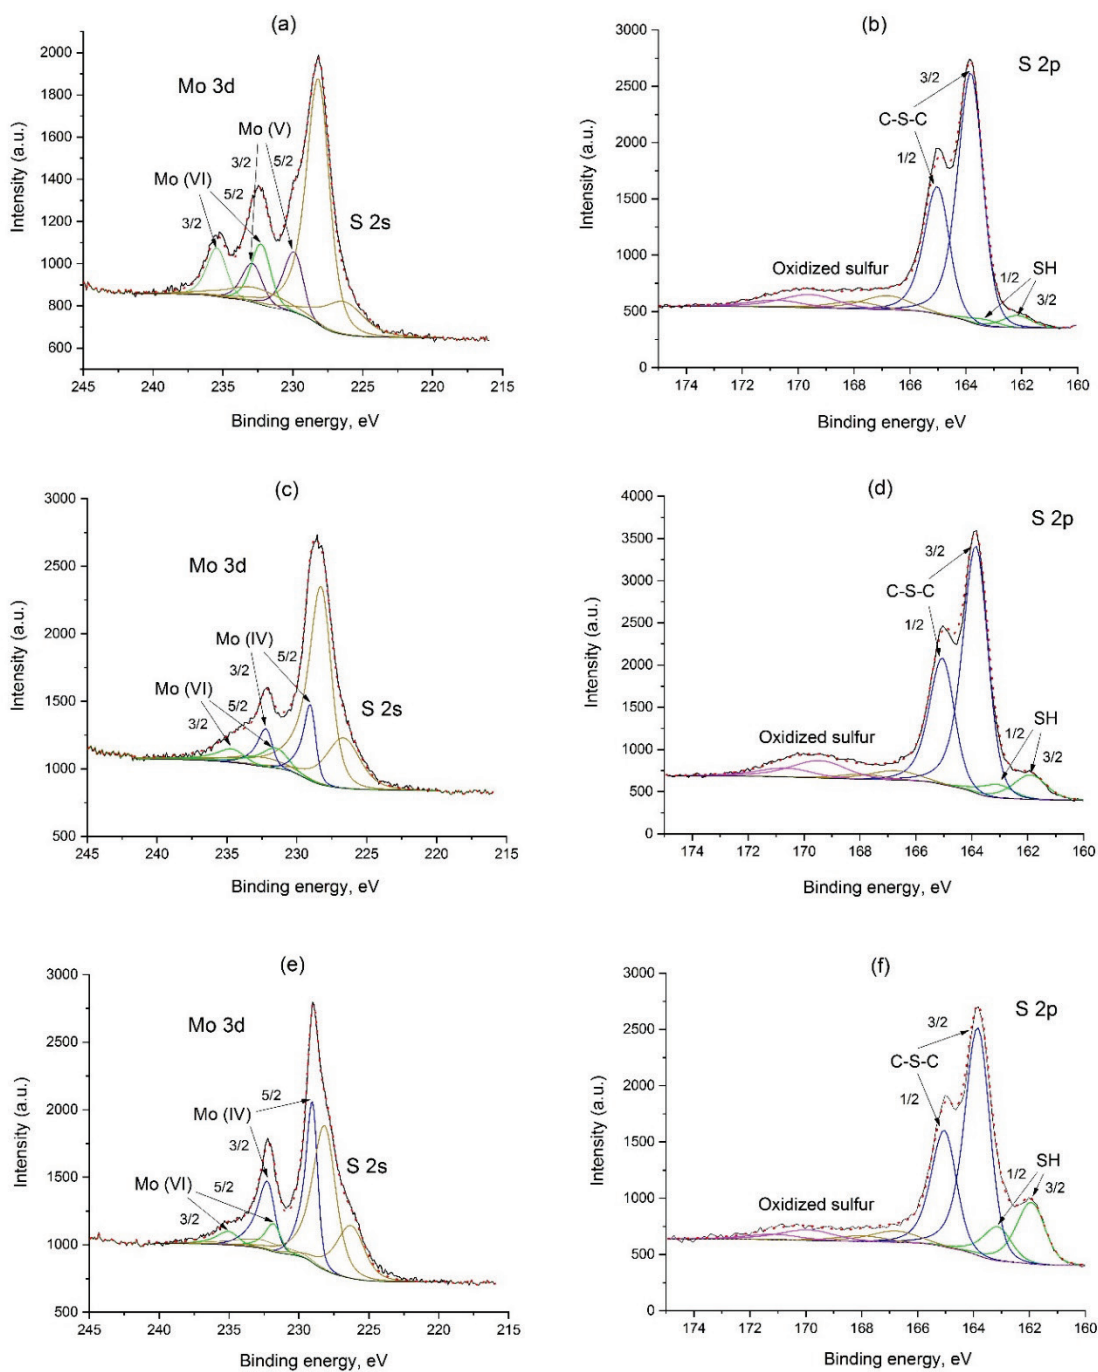 (a)
Mo 3d
Mo (V)
3/2
5/2
Mo (VI)
5/2
3/2
S 2s
2000
1800
1600
1400
1200
1000
800
600
245 240 235 230 225 220 215
Intensity (a.u.)
Binding energy, eV
(b)
S 2p
3/2
C-S-C
1/2
Oxidized sulfur
SH
1/2
3/2
3000
2500
2000
1500
1000
500
0
174 172 170 168 166 164 162 160
Intensity (a.u.)
Binding energy, eV
(c)
Mo 3d
Mo (IV)
3/2
5/2
Mo (VI)
5/2
3/2
S 2s
3000
2500
2000
1500
1000
500
245 240 235 230 225 220 215
Intensity (a.u.)
Binding energy, eV
(d)
S 2p
3/2
C-S-C
1/2
Oxidized sulfur
SH
1/2
3/2
4000
3500
3000
2500
2000
1500
1000
500
0
174 172 170 168 166 164 162 160
Intensity (a.u.)
Binding energy, eV
(e)
Mo 3d
5/2
Mo (IV)
3/2
Mo (VI)
5/2
3/2
S 2s
3000
2500
2000
1500
1000
500
245 240 235 230 225 220 215
Intensity (a.u.)
Binding energy, eV
(f)
S 2p
3/2
C-S-C
1/2
Oxidized sulfur
SH
1/2
3/2
3000
2500
2000
1500
1000
500
0
174 172 170 168 166 164 162 160
Intensity (a.u.)
Binding energy, eV